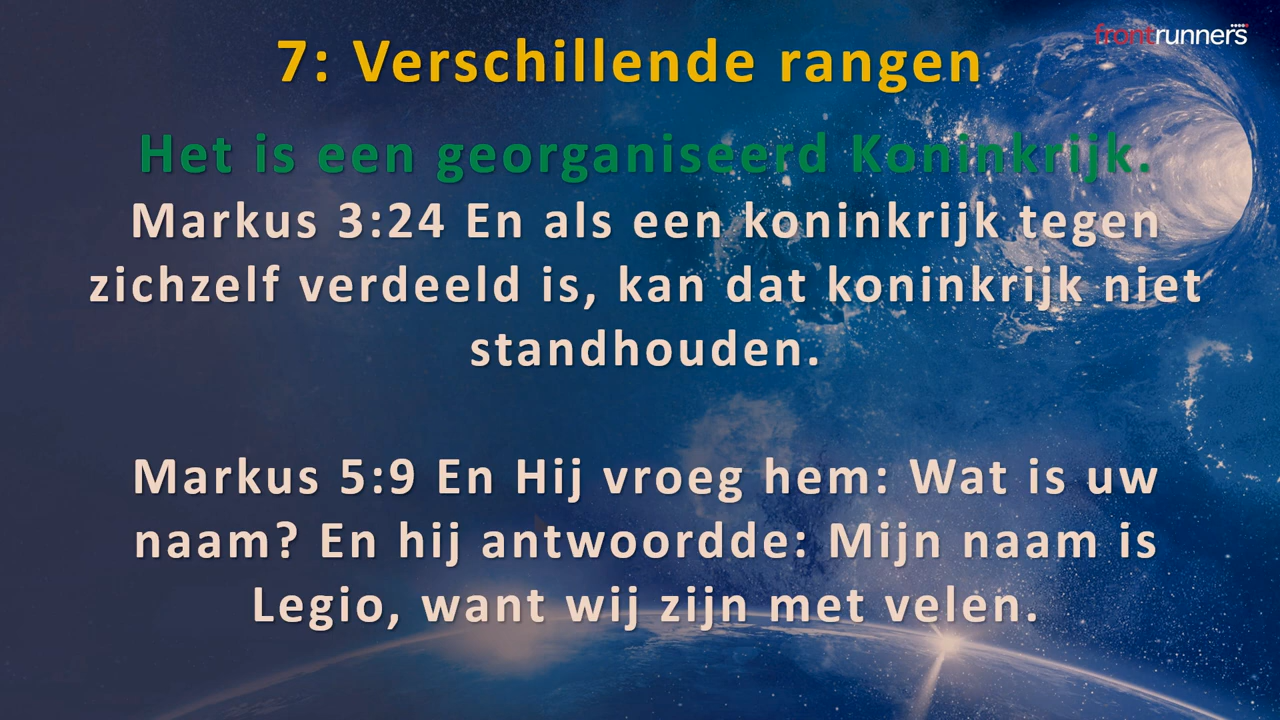 frontrunners
7: Verschillende rangen
Het is een georganiseerd Koninkrijk.
Markus 3:24 En als een koninkrijk tegen
zichzelf verdeeld is, kan dat koninkrijk niet
standhouden.
Markus 5:9 En Hij vroeg hem: Wat is uw
naam? En hij antwoordde: Mijn naam is
Legio, want wij zijn met velen.